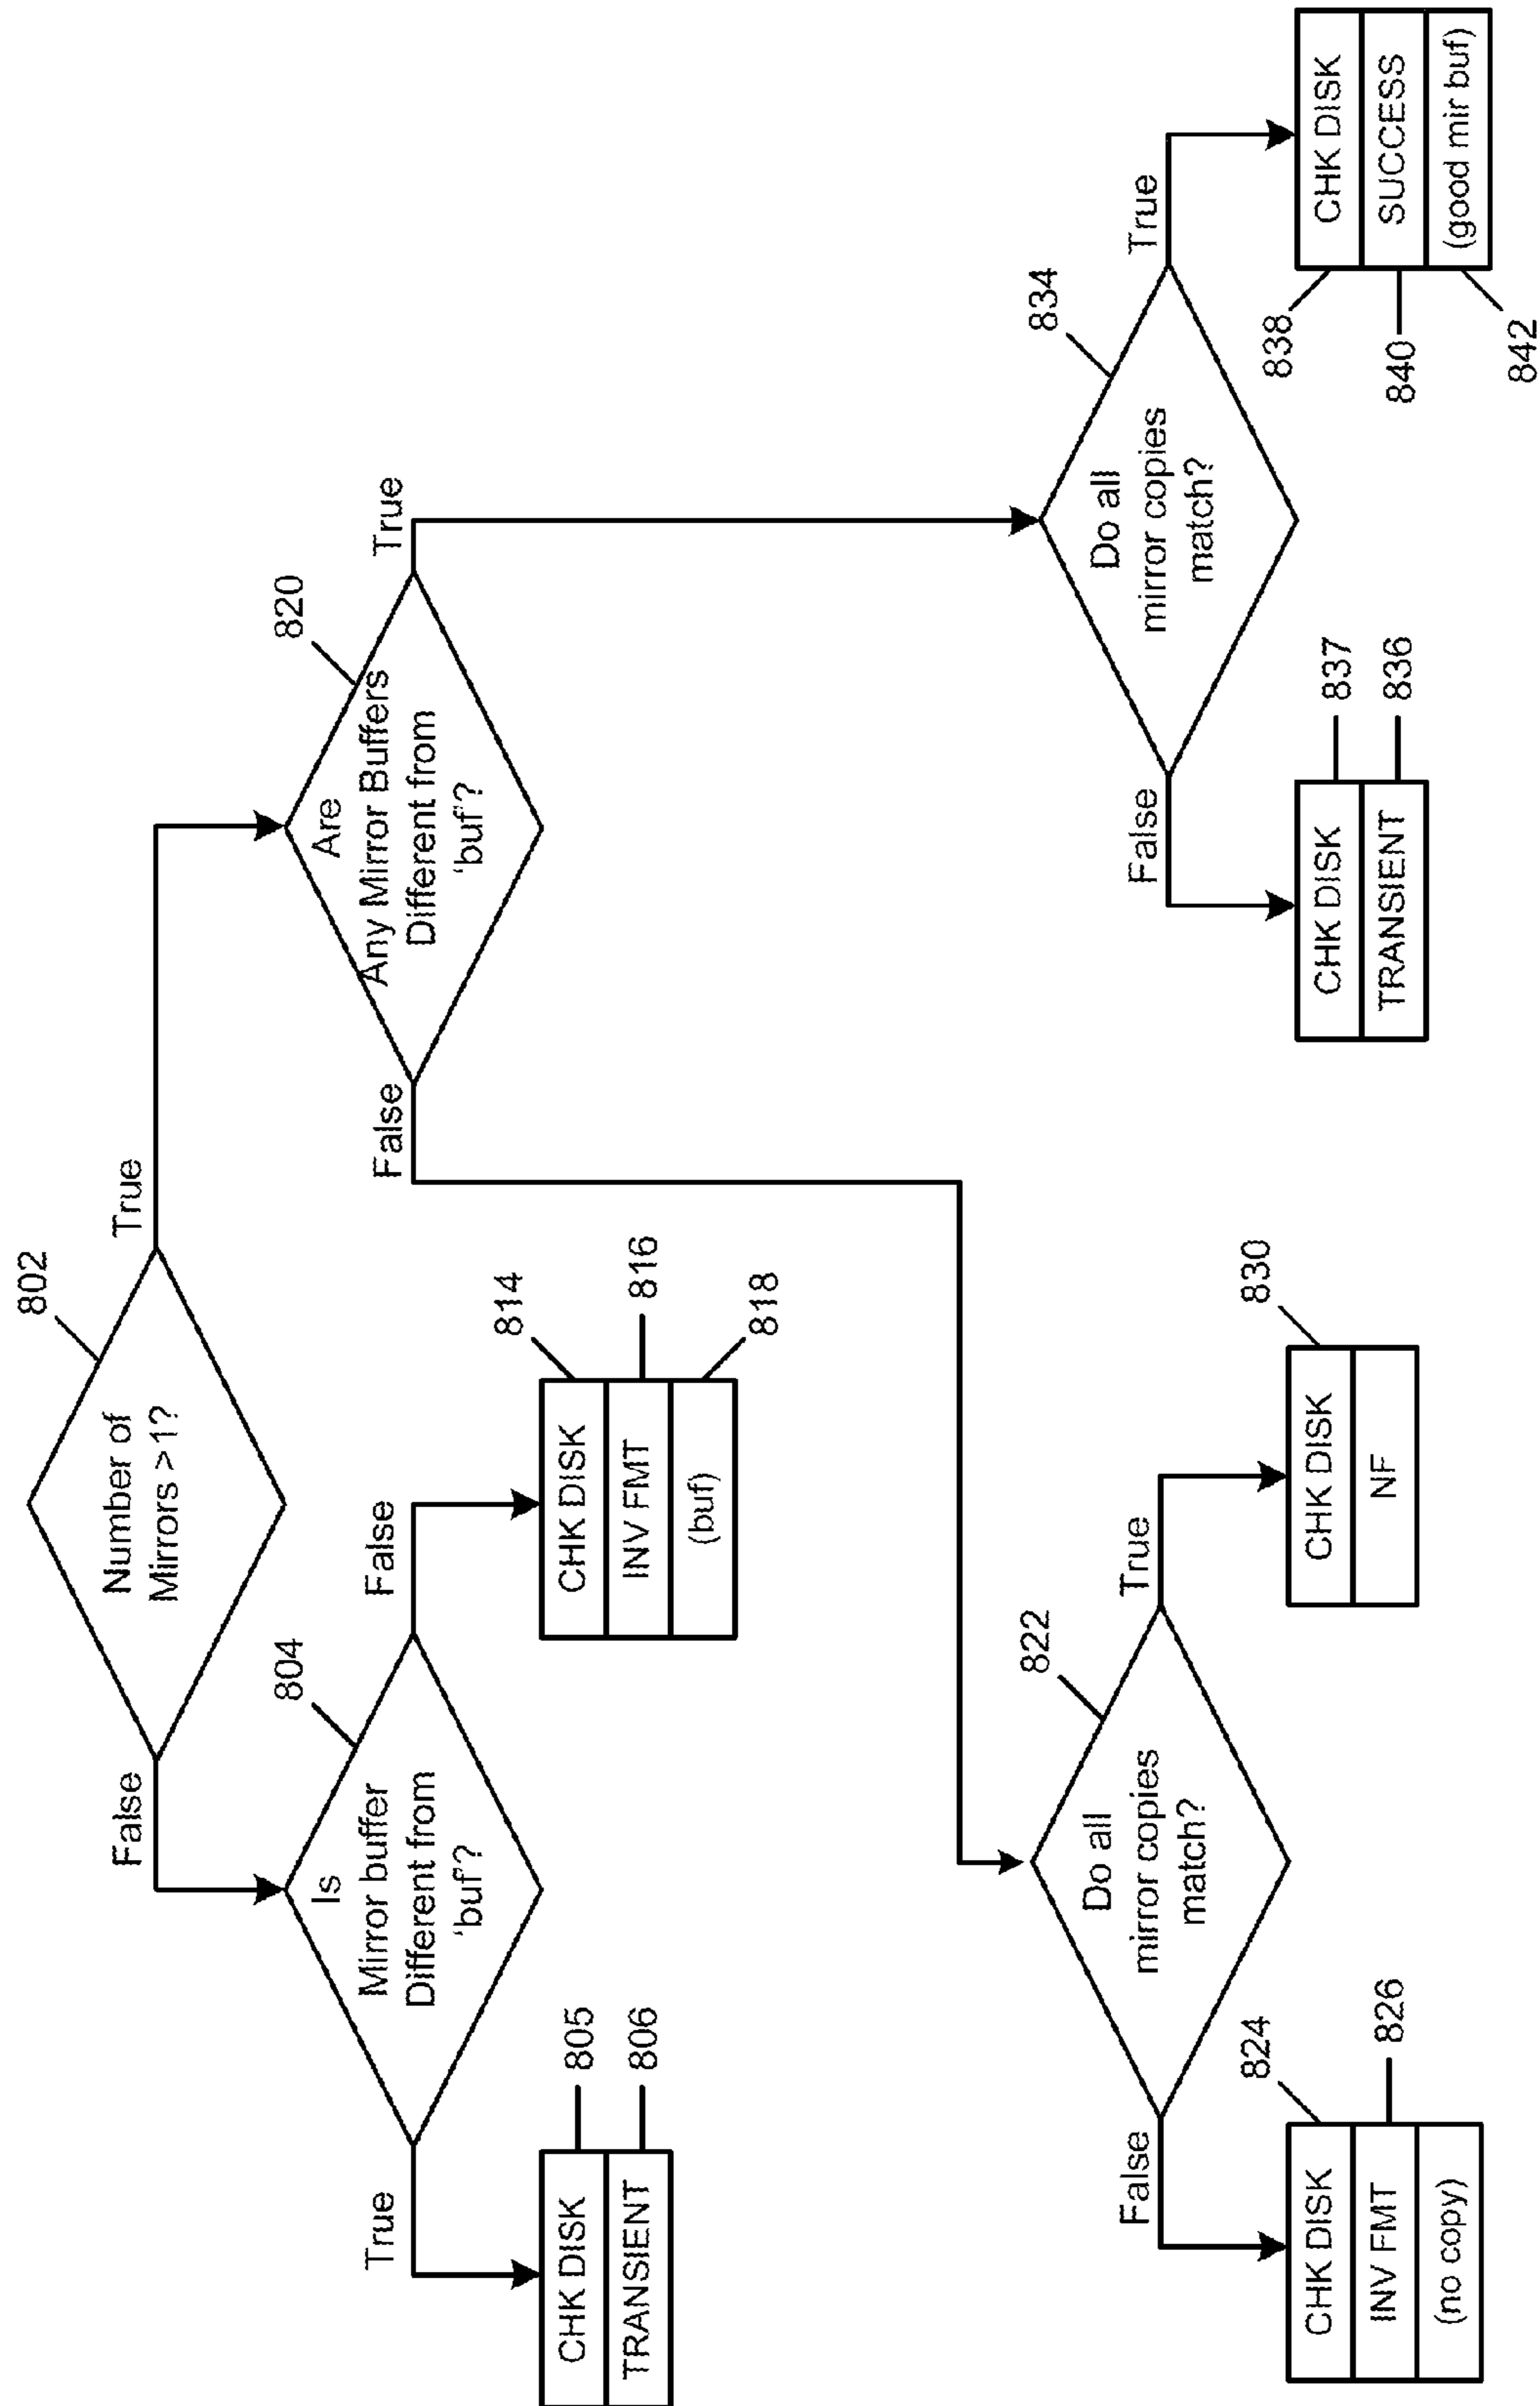 802
Number of
Mirrors >1?
False
True
804
Is
Mirror buffer
Different from
'buf'?
True
False
820
Are
Any Mirror Buffers
Different from
'buf'?
False
True
CHK DISK
805
TRANSIENT
806
814
CHK DISK
INV FMT
816
(buf)
818
822
Do all
mirror copies
match?
False
True
834
Do all
mirror copies
match?
False
True
824
CHK DISK
INV FMT
826
(no copy)
830
CHK DISK
NF
CHK DISK
837
TRANSIENT
836
CHK DISK
838
SUCCESS
840
(good mir buf)
842